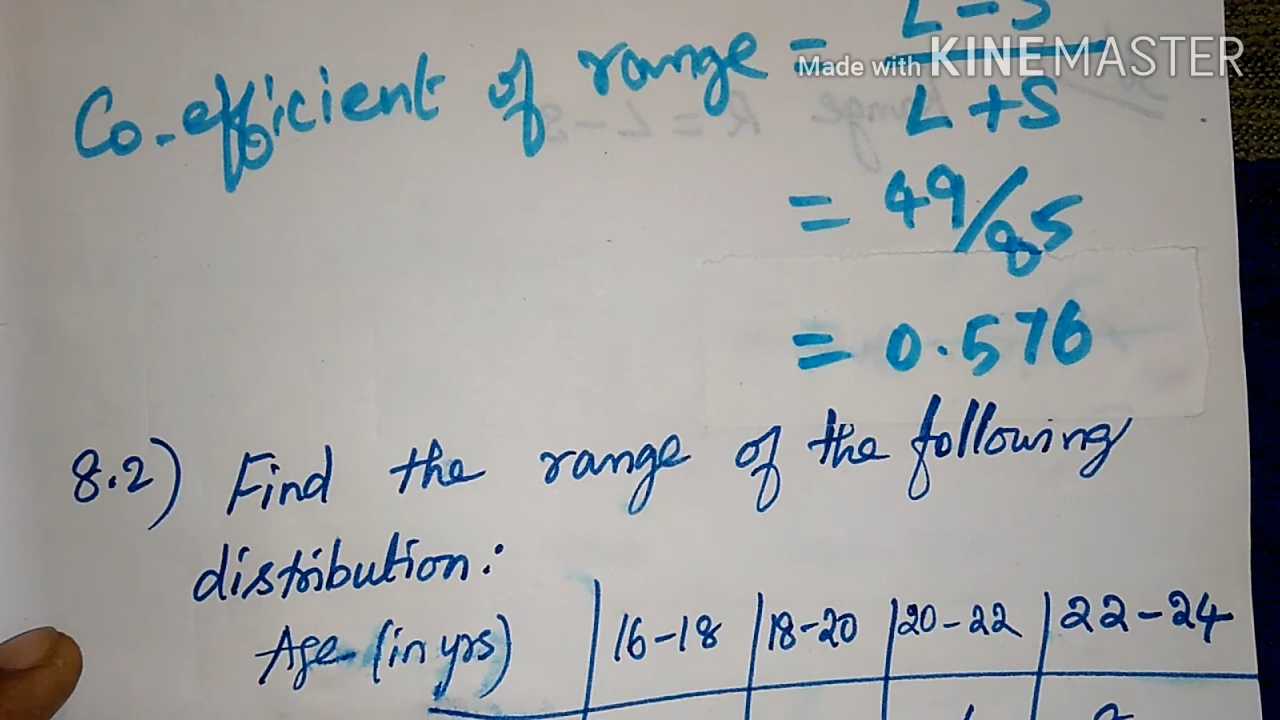 L - S
Co-efficient of range = ———
Made with KINEMASTER
L + S
= 49/85
= 0.576
8.2) Find the range of the following
distribution:
Age (in yrs) | 16-18 | 18-20 | 20-22 | 22-24